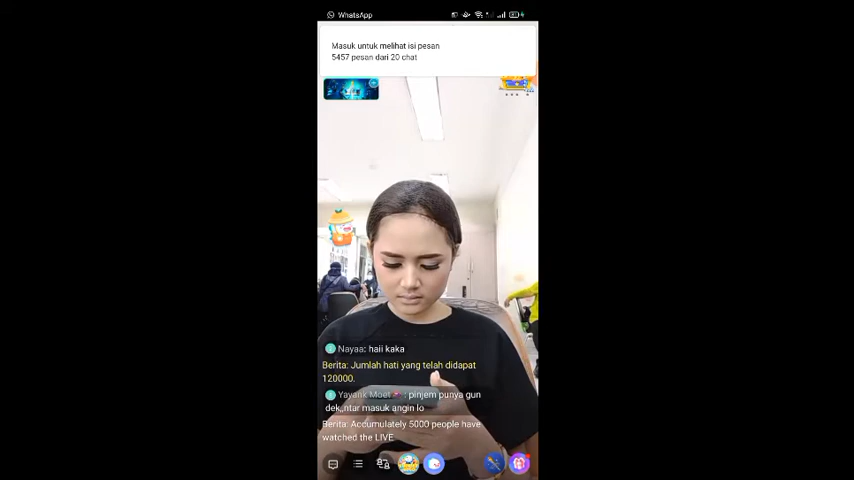 WhatsApp
Masuk untuk melihat isi pesan
5457 pesan dari 20 chat
Nayaa: haii kaka
Berita: Jumlah hati yang telah didapat
120000.
Yayank Moet : pinjem punya gun
dek,,ntar masuk angin lo
Berita: Accumulately 5000 people have
watched the LIVE